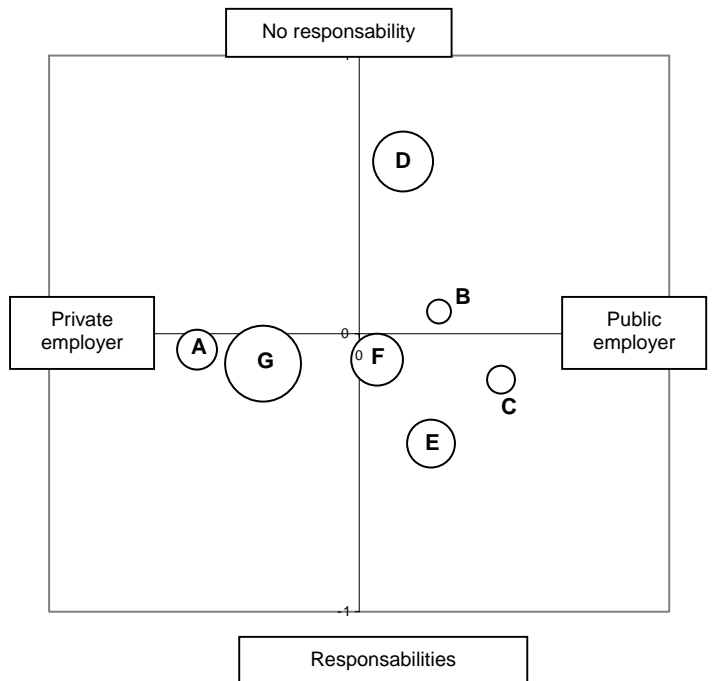 No responsability
D
B
Private
employer
Public
employer
0
0
A
G
F
C
E
-1
Responsabilities